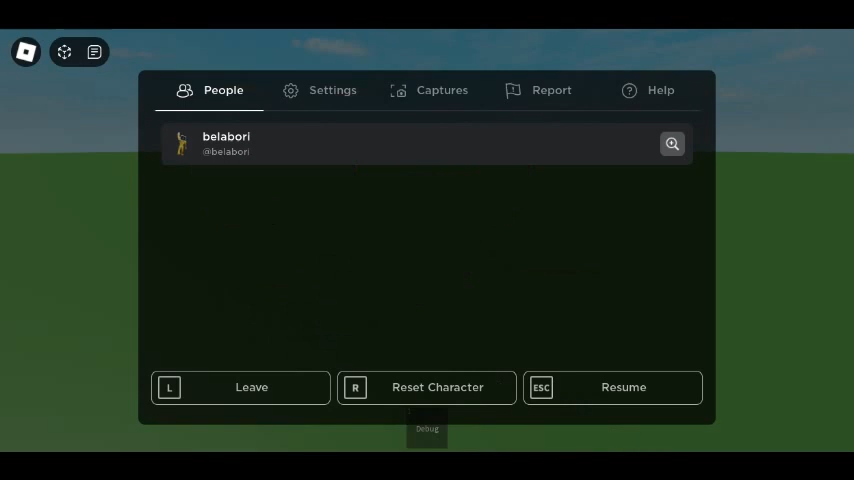 People
Settings
Captures
Report
Help
belabori
@belabori
L
Leave
R
Reset Character
ESC
Resume
Debug